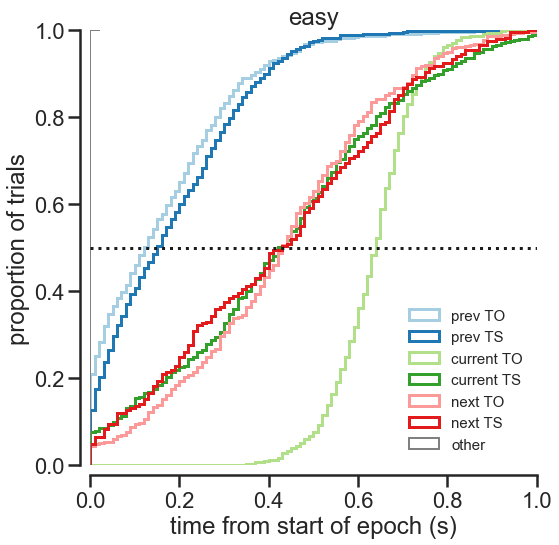 easy
proportion of trials
1.0
0.8
0.6
0.4
0.2
0.0
prev TO
prev TS
current TO
current TS
next TO
next TS
other
0.0 0.2 0.4 0.6 0.8 1.0
time from start of epoch (s)